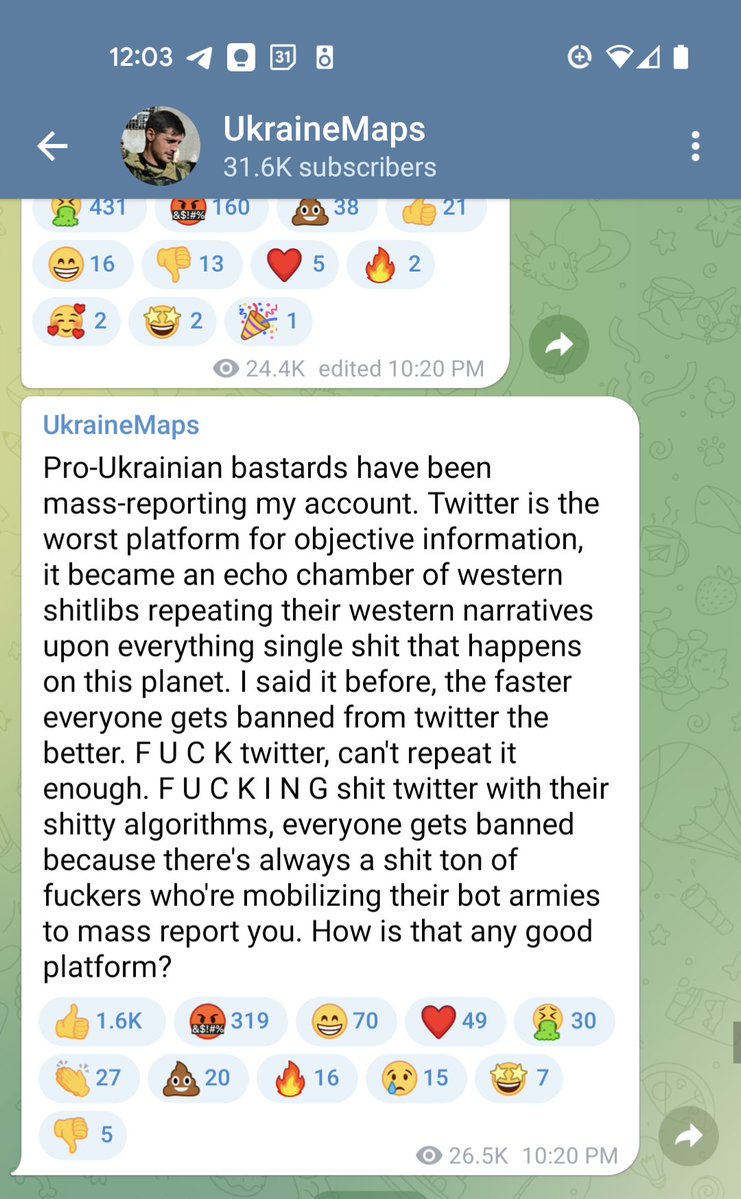 12:03
31
UkraineMaps
31.6K subscribers
431 160 38 21
16 13 5 2
2 2 1
24.4K edited 10:20 PM
UkraineMaps
Pro-Ukrainian bastards have been
mass-reporting my account. Twitter is the
worst platform for objective information,
it became an echo chamber of western
shitlibs repeating their western narratives
upon everything single shit that happens
on this planet. I said it before, the faster
everyone gets banned from twitter the
better. F U C K twitter, can't repeat it
enough. F U C K I N G shit twitter with their
shitty algorithms, everyone gets banned
because there's always a shit ton of
fuckers who're mobilizing their bot armies
to mass report you. How is that any good
platform?
1.6K 319 70 49 30
27 20 16 15 7
5
26.5K 10:20 PM